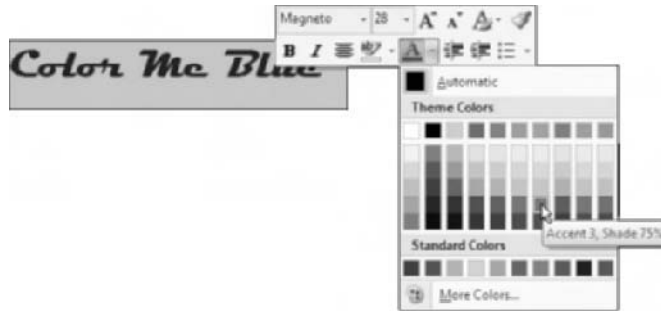 Magneto 28 A A A
B I A
Color Me Blue
Automatic
Theme Colors
Accent 3, Shade 75%
Standard Colors
More Colors...